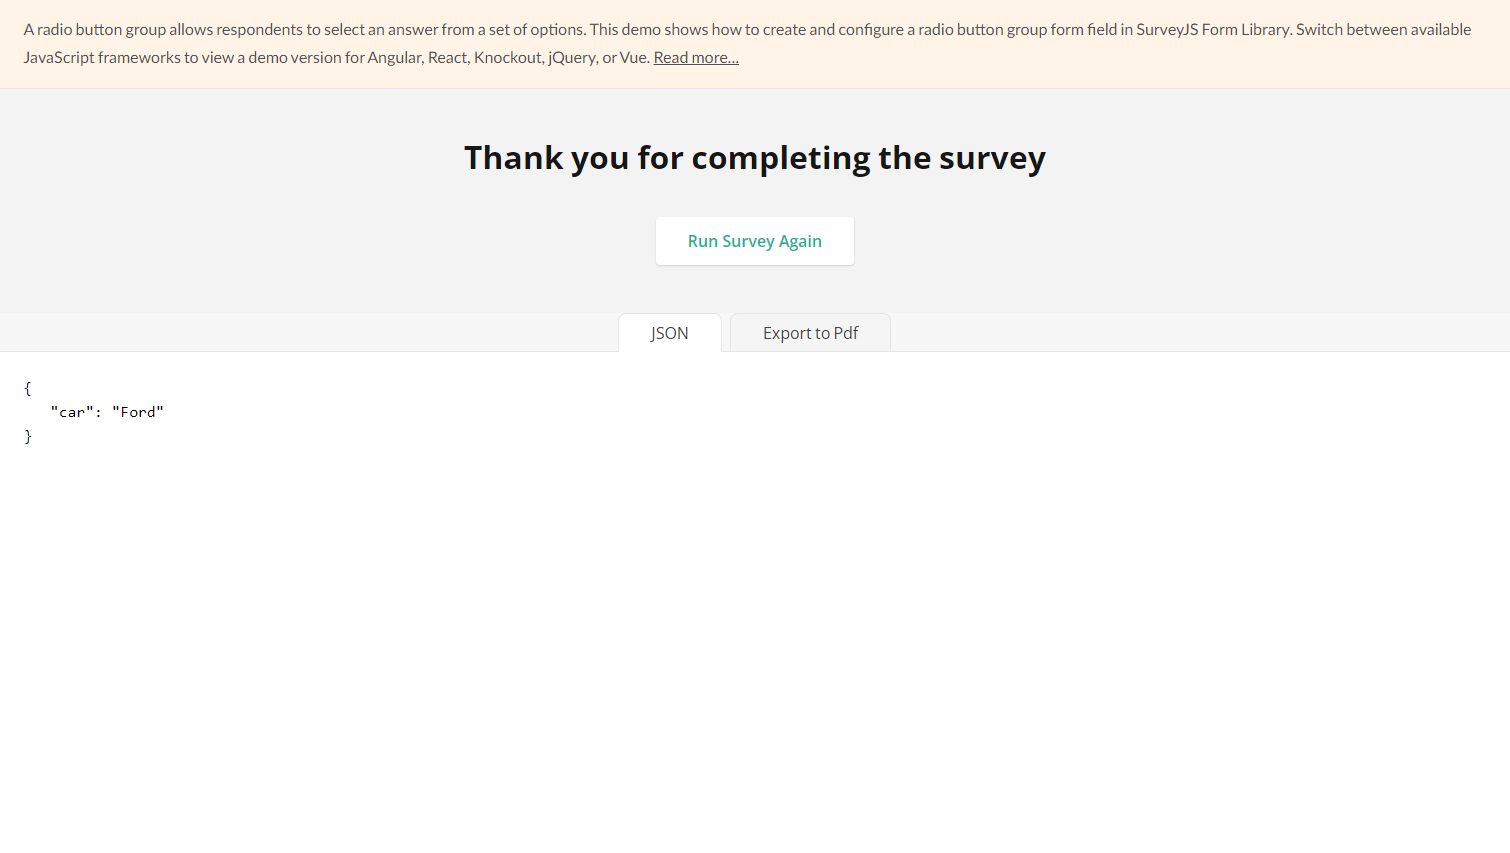 A radio button group allows respondents to select an answer from a set of options. This demo shows how to create and configure a radio button group form field in SurveyJS Form Library. Switch between available
JavaScript frameworks to view a demo version for Angular, React, Knockout, jQuery, or Vue. Read more...
Thank you for completing the survey
Run Survey Again
JSON
Export to Pdf
{
"car": "Ford"
}